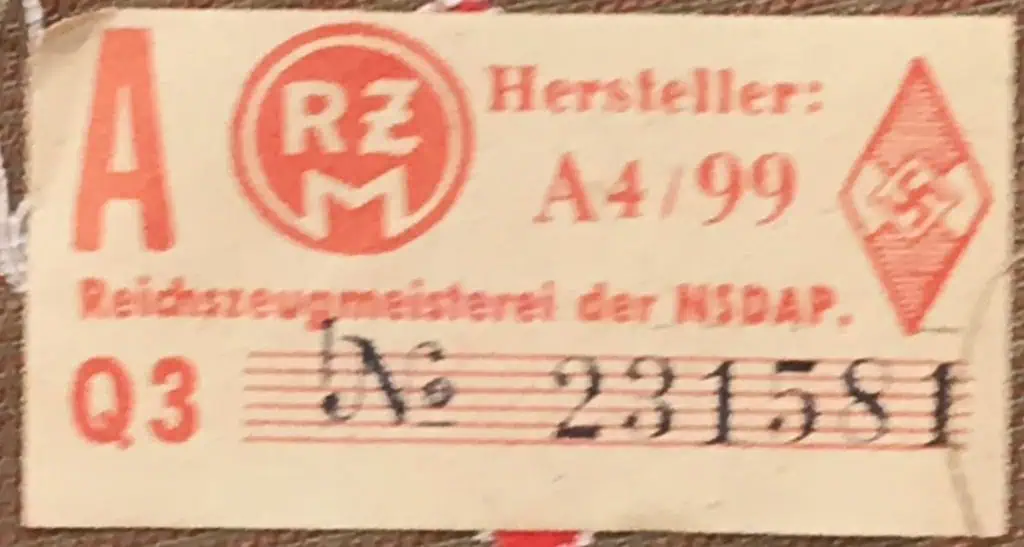 A RZM Hersteller:
A4/99
Reichszeugmeisterei der NSDAP.
Q3 № 231581